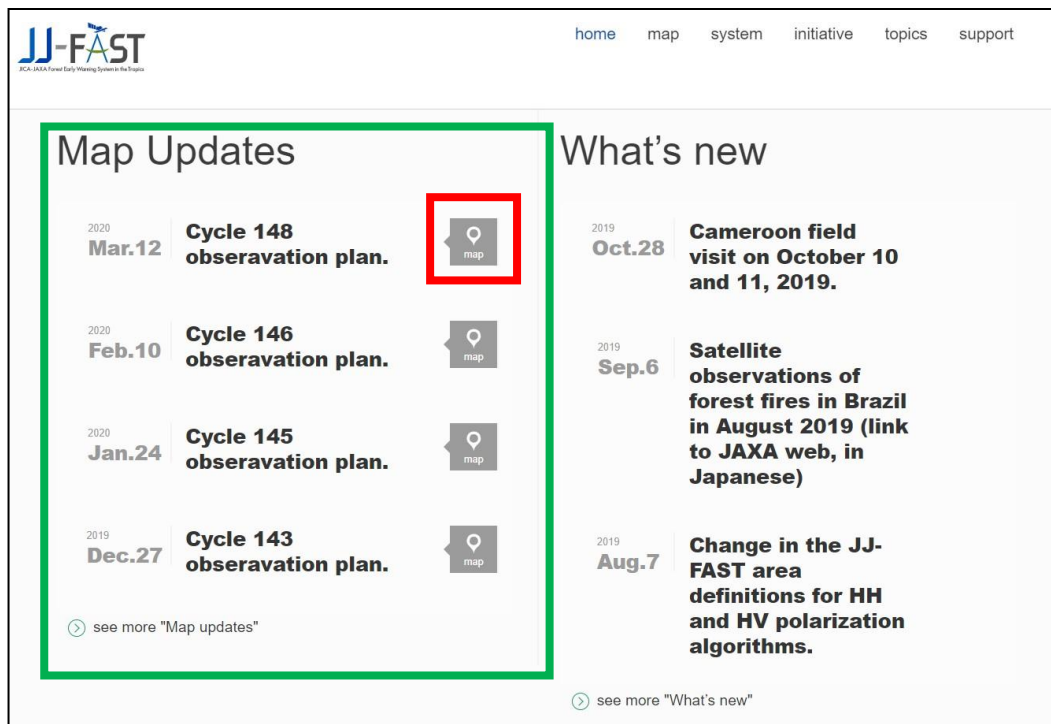 JJ-FAST
JICA-JAXA Forest Early Warning System in the Tropics
home map system initiative topics support
Map Updates
2020
Mar.12
Cycle 148
obseravation plan.
map
2020
Feb.10
Cycle 146
obseravation plan.
map
2020
Jan.24
Cycle 145
obseravation plan.
map
2019
Dec.27
Cycle 143
obseravation plan.
map
see more "Map updates"
What's new
2019
Oct.28
Cameroon field
visit on October 10
and 11, 2019.
2019
Sep.6
Satellite
observations of
forest fires in Brazil
in August 2019 (link
to JAXA web, in
Japanese)
2019
Aug.7
Change in the JJ-
FAST area
definitions for HH
and HV polarization
algorithms.
see more "What's new"